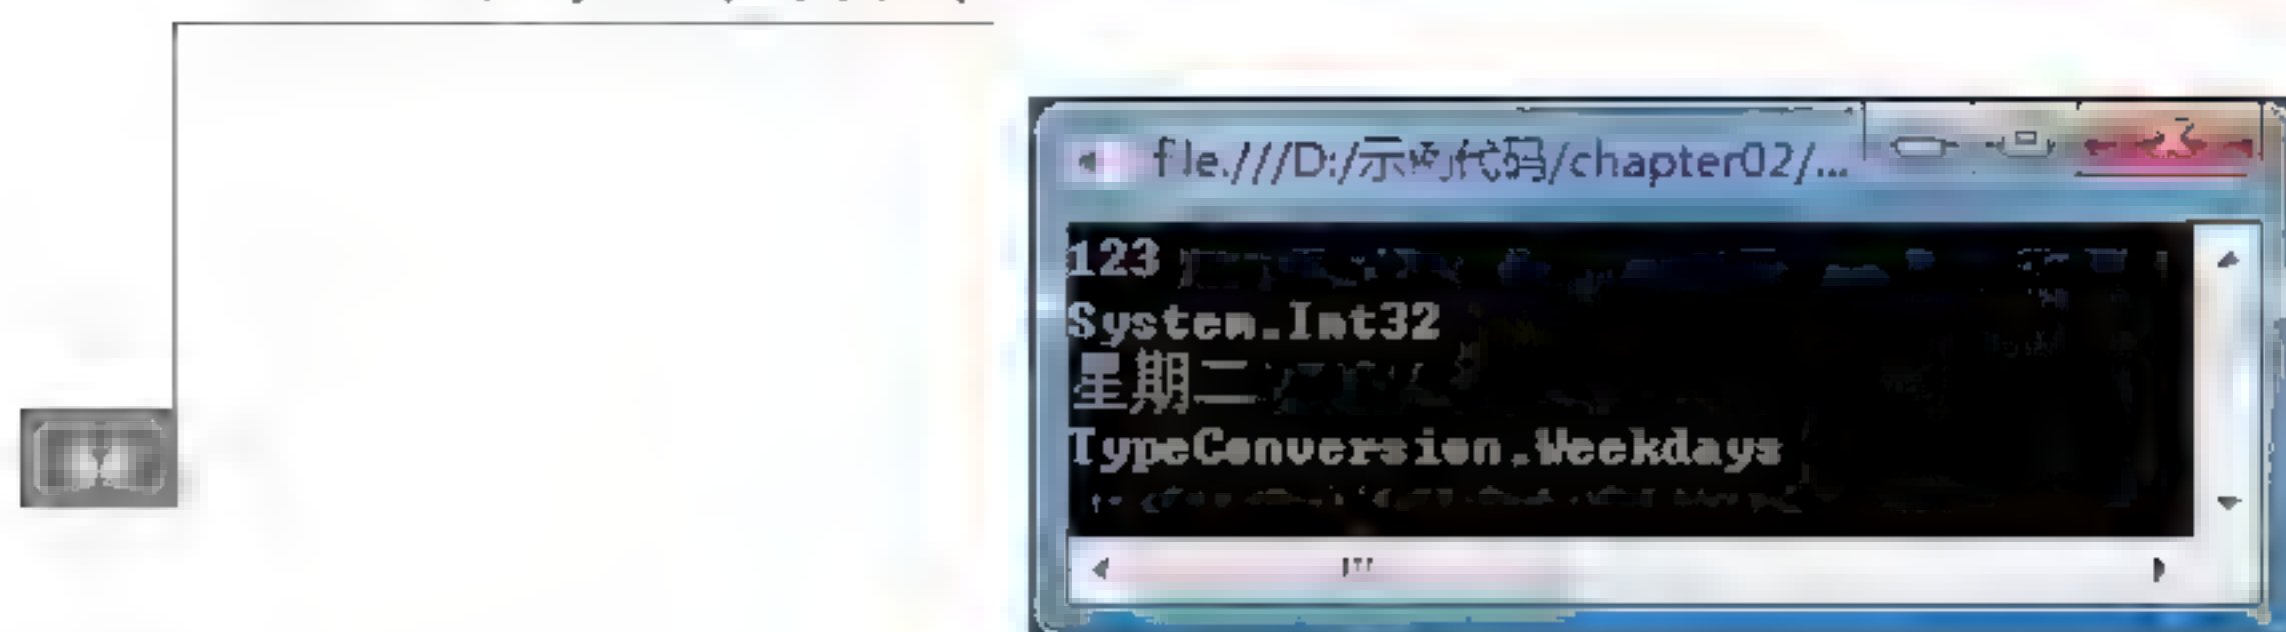 file:///D:/示例代码/chapter02/...
123
System.Int32
星期二
TypeConversion.Weekdays